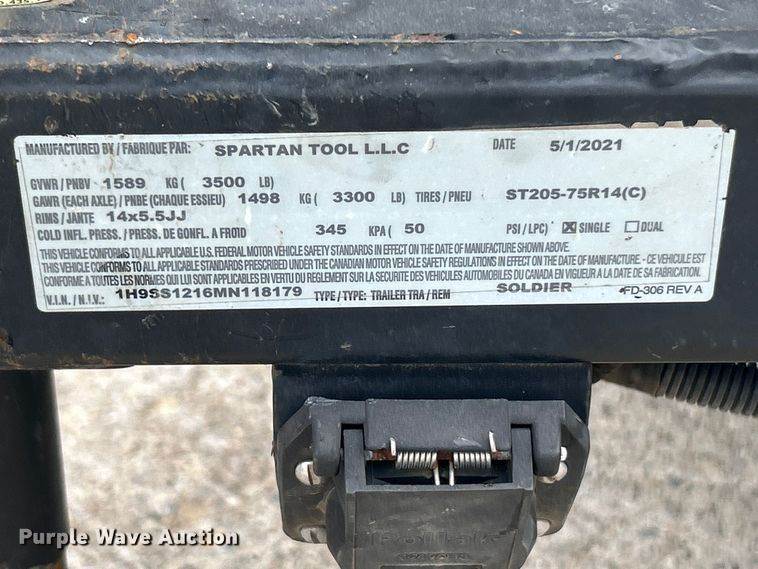 MANUFACTURED BY / FABRIQUE PAR: SPARTAN TOOL L.L.C DATE 5/1/2021
GVWR / PNBV 1589 KG ( 3500 LB)
GAWR (EACH AXLE) / PNBE (CHAQUE ESSIEU) 1498 KG ( 3300 LB) TIRES / PNEU ST205-75R14(C)
RIMS / JANTE 14x5.5JJ
COLD INFL. PRESS. / PRESS. DE GONFL. A FROID 345 KPA ( 50 PSI / LPC) SINGLE DUAL
THIS VEHICLE CONFORMS TO ALL APPLICABLE U.S. FEDERAL MOTOR VEHICLE SAFETY STANDARDS IN EFFECT ON THE DATE OF MANUFACTURE SHOWN ABOVE.
THIS VEHICLE CONFORMS TO ALL APPLICABLE STANDARDS PRESCRIBED UNDER THE CANADIAN MOTOR VEHICLE SAFETY REGULATIONS IN EFFECT ON THE DATE OF MANUFACTURE - CE VEHICULE EST
CONFORME A TOUTES LES NORMES QUI LUI SONT APPLICABLES EN VERTU DU REGLEMENT SUR LA SECURITE DES VEHICULES AUTOMOBILES DU CANADA EN VIGUEUR A LA DATE DE SA FABRICATION.
V.I.N. / N.I.V.: 1H9SS1216MN118179 TYPE / TYPE: TRAILER TRA / REM SOLDIER FD-306 REV A
Purple Wave Auction